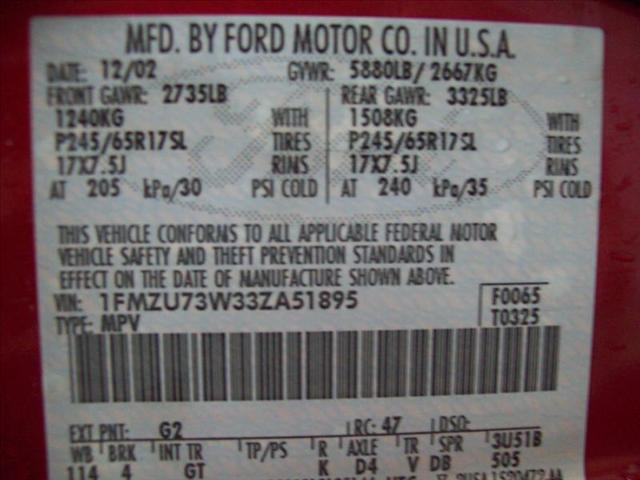 MFD. BY FORD MOTOR CO. IN U.S.A.
DATE: 12/02 GVWR: 5880LB/2667KG
FRONT GAWR: 2735LB REAR GAWR: 3325LB
1240KG WITH 1508KG WITH
P245/65R17SL TIRES P245/65R17SL TIRES
17X7.5J RIMS 17X7.5J RIMS
AT 205 kPa/30 PSI COLD AT 240 kPa/35 PSI COLD
THIS VEHICLE CONFORMS TO ALL APPLICABLE FEDERAL MOTOR
VEHICLE SAFETY AND THEFT PREVENTION STANDARDS IN
EFFECT ON THE DATE OF MANUFACTURE SHOWN ABOVE.
VIN: 1FMZU73W33ZA51895 F0065
TYPE: MPV T0325
EXT PNT: G2 RC: 47 DSO:
WB BRK INT TR TP/PS R AXLE TR SPR 3U51B
114 4 GT K D4 V DB 505